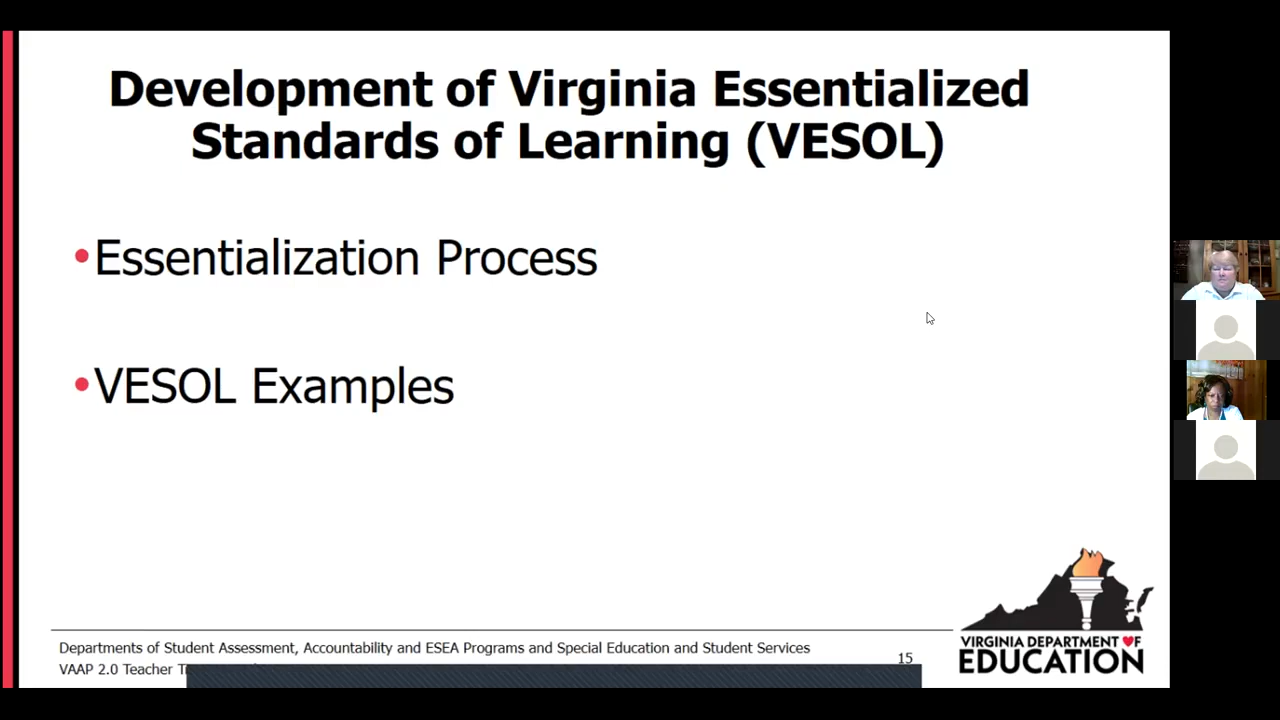 Development of Virginia Essentialized
Standards of Learning (VESOL)
•Essentialization Process
•VESOL Examples
Departments of Student Assessment, Accountability and ESEA Programs and Special Education and Student Services
VAAP 2.0 Teacher
15
VIRGINIA DEPARTMENT OF
EDUCATION